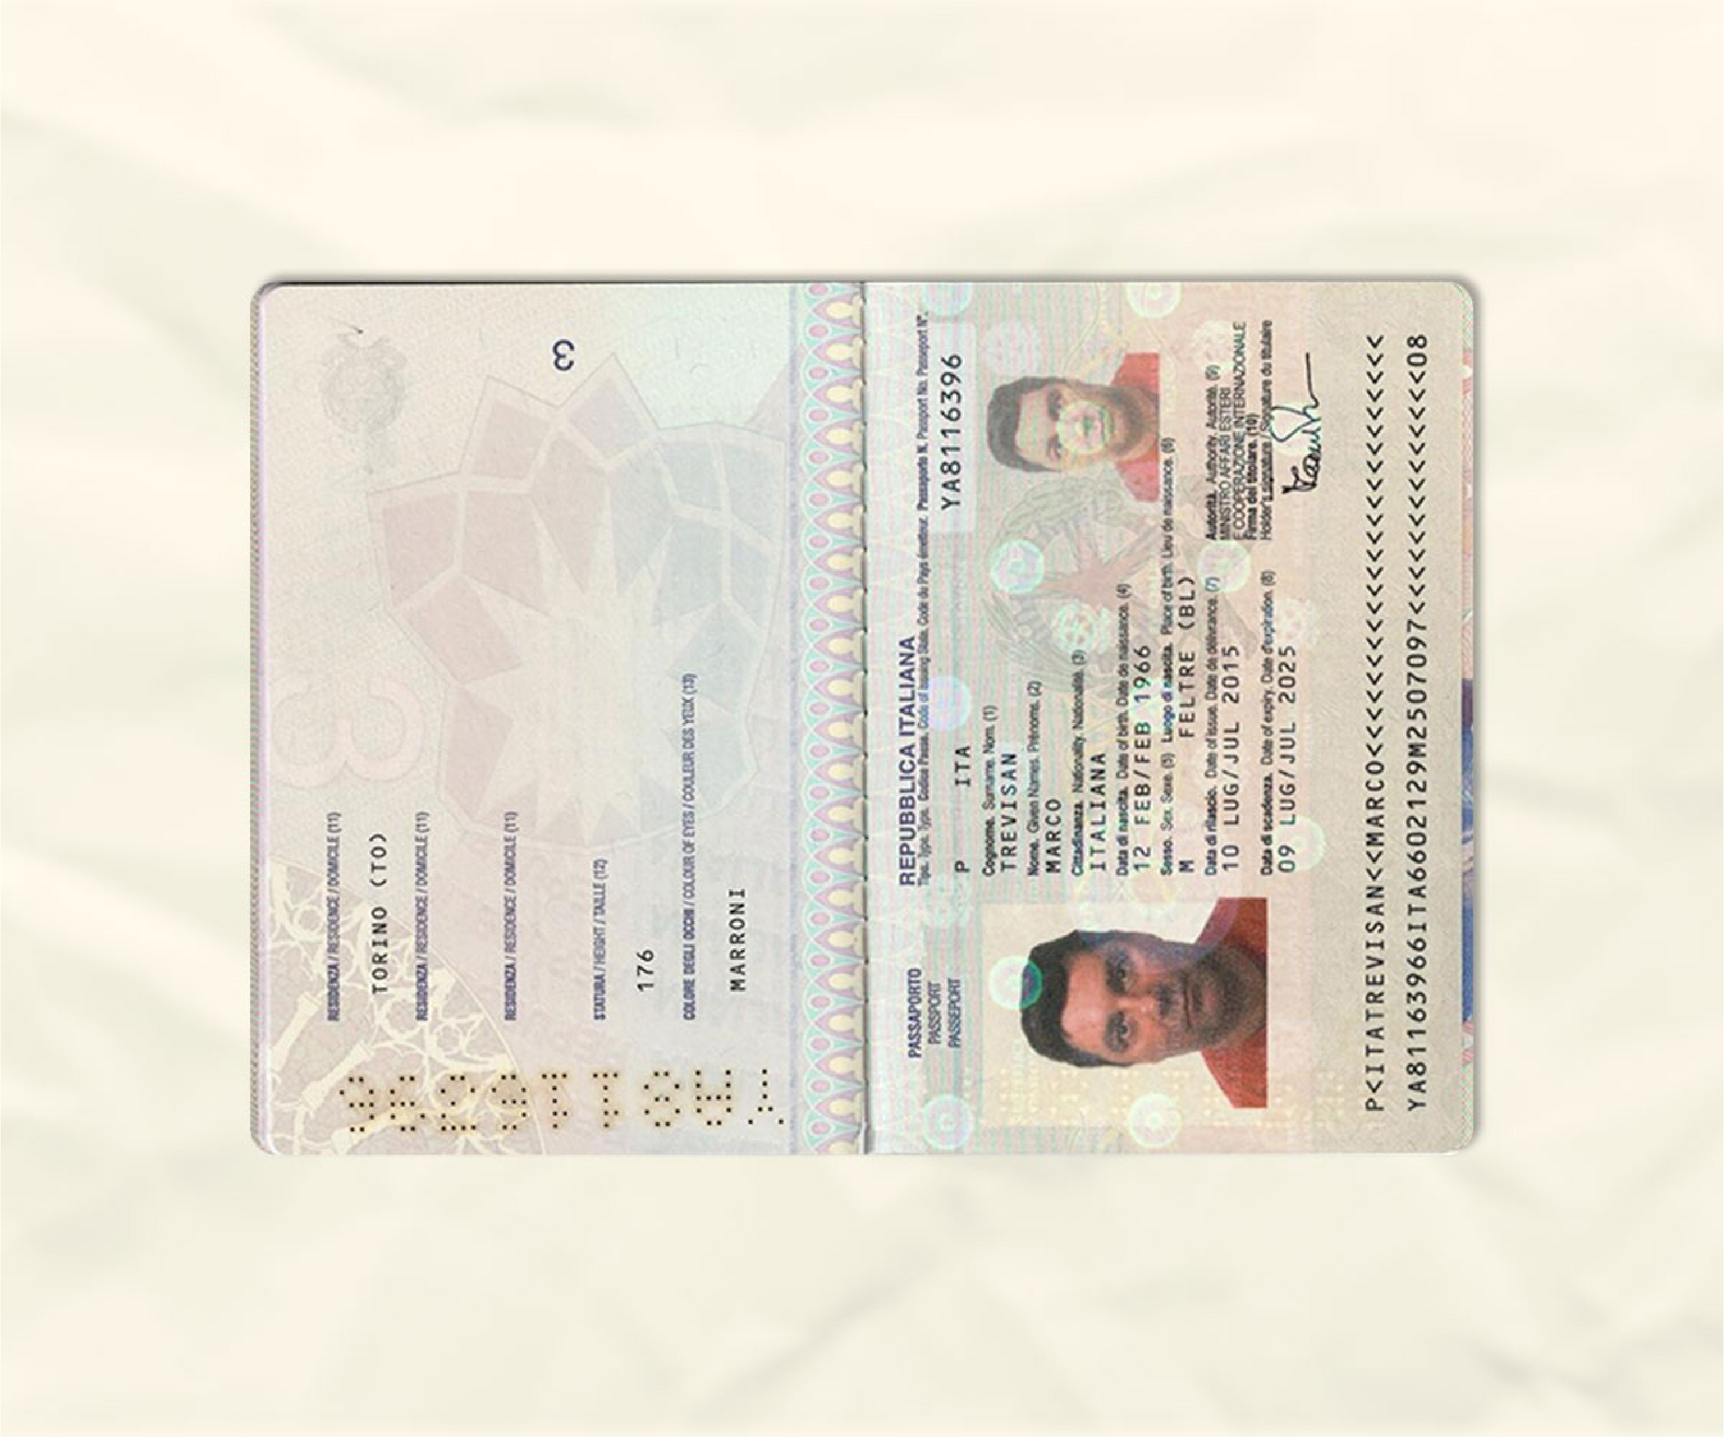 3
RESIDENZA / RESIDENCE / DOMICILE (11)
TORINO (TO)
RESIDENZA / RESIDENCE / DOMICILE (11)
RESIDENZA / RESIDENCE / DOMICILE (11)
STATURA / HEIGHT / TAILLE (12)
176
COLORE DEGLI OCCHI / COLOUR OF EYES / COULEUR DES YEUX (13)
MARRONI
3
YA8116396
REPUBBLICA ITALIANA
PASSAPORTO
PASSPORT
PASSEPORT
Tipo. Type. Type. Codice Paese. Code of Issuing State. Code du Pays émetteur. Passaporto N. Passport No. Passeport N°.
P ITA YA8116396
Cognome. Surname. Nom. (1)
TREVISAN
Nome. Given Names. Prénoms. (2)
MARCO
Cittadinanza. Nationality. Nationalité. (3)
ITALIANA
Data di nascita. Date of birth. Date de naissance. (4)
12 FEB/FEB 1966
Sesso. Sex. Sexe. (5) Luogo di nascita. Place of birth. Lieu de naissance. (6)
M FELTRE (BL)
Data di rilascio. Date of issue. Date de délivrance. (7)
10 LUG/JUL 2015
Data di scadenza. Date of expiry. Date d'expiration. (8)
09 LUG/JUL 2025
Autorità. Authority. Autorité. (9)
MINISTRO AFFARI ESTERI
E COOPERAZIONE INTERNAZIONALE
Firma del titolare. (10)
Holder's signature / Signature du titulaire
P<ITATREVISAN<<MARCO<<<<<<<<<<<<<<<<<<<<<<<<
YA81163966ITA6602129M2507097<<<<<<<<<<<<<<08